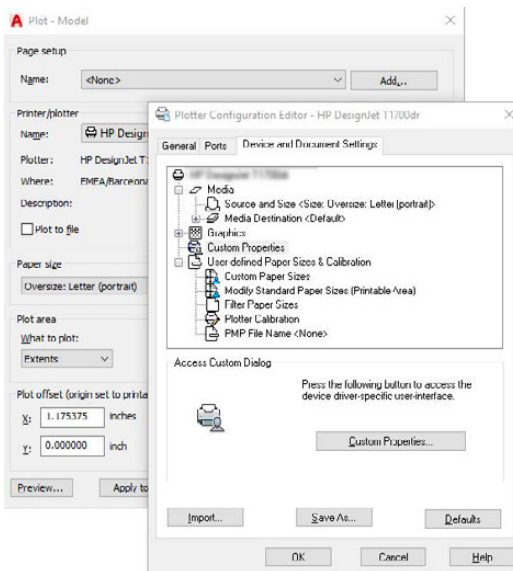 Plot - Model
Page setup
Name:
<None>
Add...
Printer/plotter
Name:
HP Design
Plotter:
HP DesignJet T
Where:
Description:
Plot to file
Paper size
Oversize: Letter (portrait)
Plot area
What to plot:
Extents
Plot offset (origin set to printa
X: 1.175375 inches
Y: 0.000000 inch
Preview...
Apply to
Plotter Configuration Editor - HP DesignJet T1700dr
General Ports Device and Document Settings
Media
Source and Size <Size: Oversize: Letter (portrait)>
Media Destination <Default>
Graphics
Custom Properties
User-defined Paper Sizes & Calibration
Custom Paper Sizes
Modify Standard Paper Sizes (Printable Area)
Filter Paper Sizes
Plotter Calibration
PMP File Name <None>
Access Custom Dialog
Press the following button to access the
device driver-specific user-interface.
Custom Properties...
Import...
Save As...
Defaults
OK
Cancel
Help